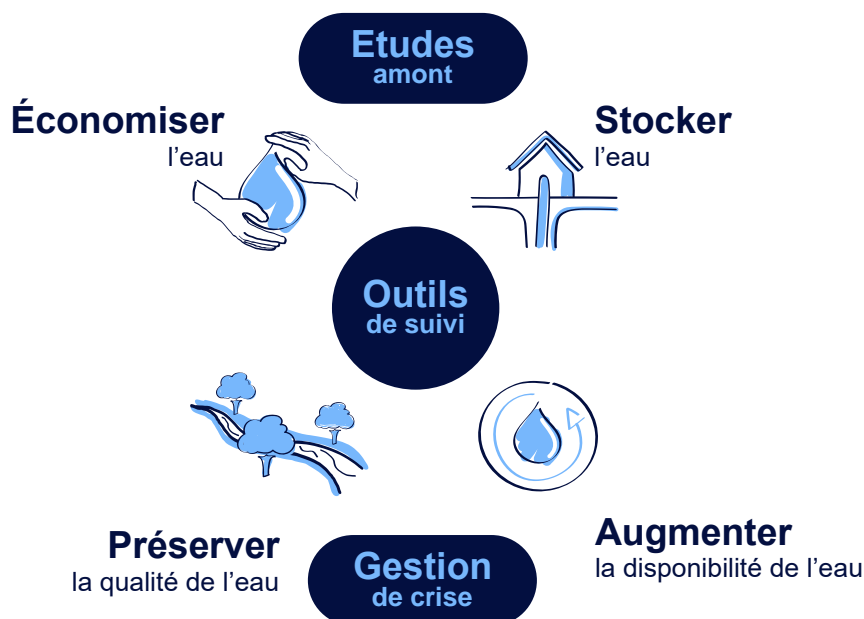 Etudes
amont
Économiser
l'eau
Stocker
l'eau
Outils
de suivi
Préserver
la qualité de l'eau
Gestion
de crise
Augmenter
la disponibilité de l'eau